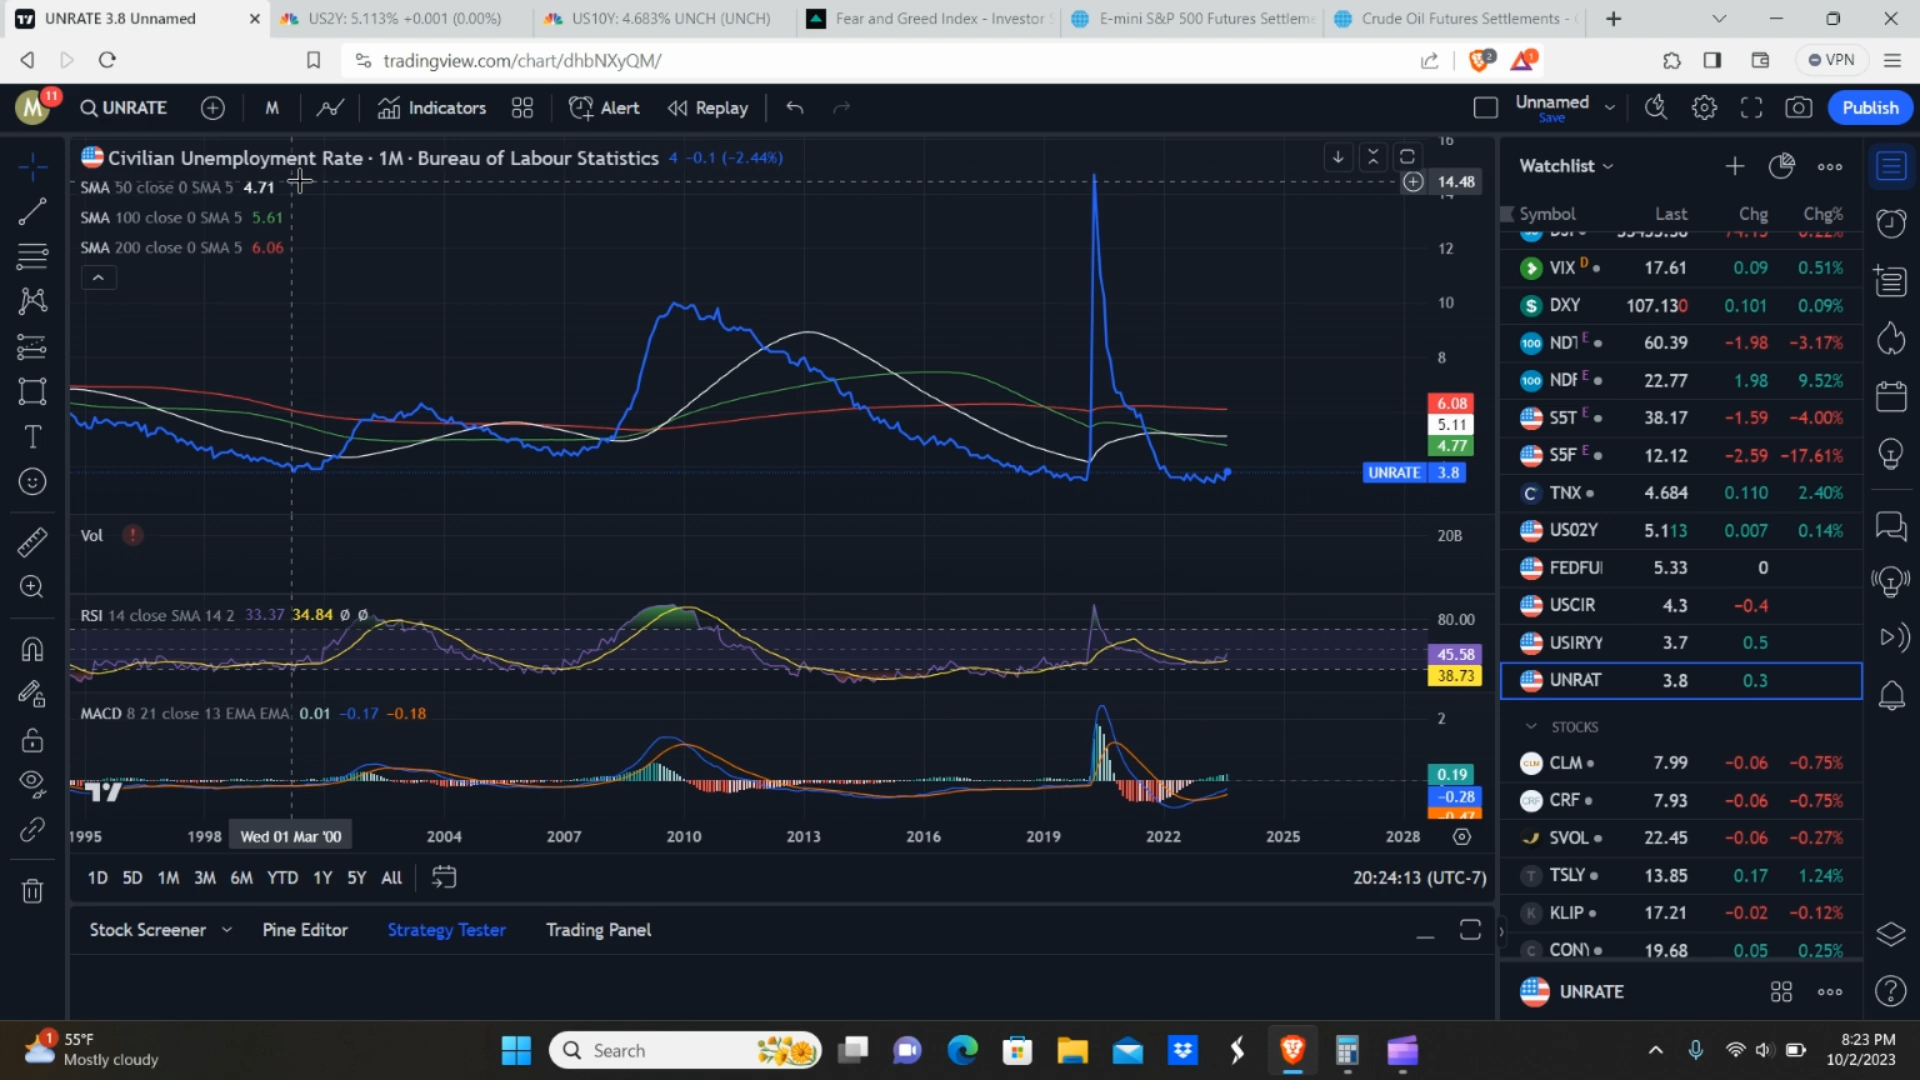 UNRATE 3.8 Unnamed
US2Y: 5.113% +0.001 (0.00%)
US10Y: 4.683% UNCH (UNCH)
Fear and Greed Index - Investor
E-mini S&P 500 Futures Settleme
Crude Oil Futures Settlements -
tradingview.com/chart/dhbNXyQM/
2
1
VPN
M
11
UNRATE
M
Indicators
Alert
Replay
Unnamed
Save
Publish
Civilian Unemployment Rate · 1M · Bureau of Labour Statistics 4 −0.1 (−2.44%)
SMA 50 close 0 SMA 5 4.71
SMA 100 close 0 SMA 5 5.61
SMA 200 close 0 SMA 5 6.06
16
14.48
14
12
10
8
6.08
5.11
4.77
UNRATE 3.8
Vol
20B
RSI 14 close SMA 14 2 33.37 34.84 Ø Ø
80.00
45.58
38.73
MACD 8 21 close 13 EMA EMA 0.01 −0.17 −0.18
2
0.19
−0.28
−0.47
1995 1998 Wed 01 Mar '00 2004 2007 2010 2013 2016 2019 2022 2025 2028
1D 5D 1M 3M 6M YTD 1Y 5Y All
20:24:13 (UTC-7)
Stock Screener
Pine Editor
Strategy Tester
Trading Panel
Watchlist
Symbol Last Chg Chg%
VIX D 17.61 0.09 0.51%
DXY 107.130 0.101 0.09%
NDT E 60.39 −1.98 −3.17%
NDF E 22.77 1.98 9.52%
S5T E 38.17 −1.59 −4.00%
S5F E 12.12 −2.59 −17.61%
TNX 4.684 0.110 2.40%
US02Y 5.113 0.007 0.14%
FEDFU 5.33 0
USCIR 4.3 −0.4
USIRYY 3.7 0.5
UNRAT 3.8 0.3
STOCKS
CLM 7.99 −0.06 −0.75%
CRF 7.93 −0.06 −0.75%
SVOL 22.45 −0.06 −0.27%
TSLY 13.85 0.17 1.24%
KLIP 17.21 −0.02 −0.12%
CONY 19.68 0.05 0.25%
UNRATE
1
55°F
Mostly cloudy
Search
8:23 PM
10/2/2023